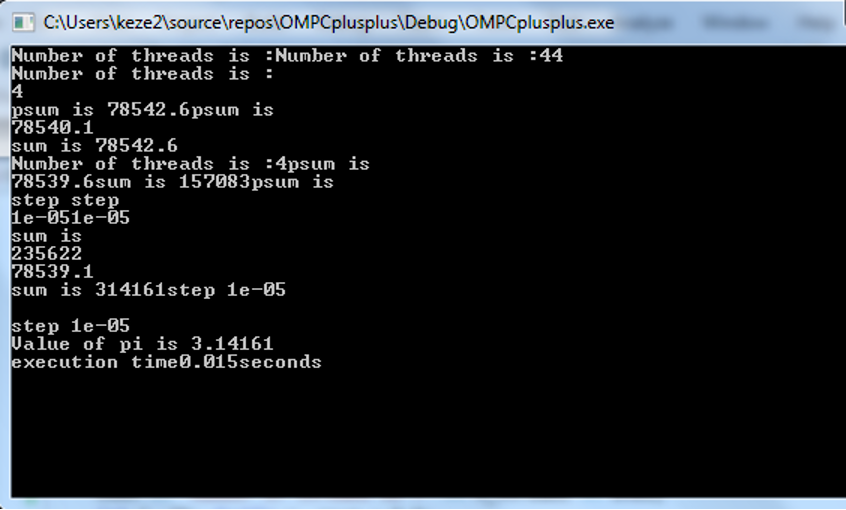 C:\Users\keze2\source\repos\OMPCplusplus\Debug\OMPCplusplus.exe
Number of threads is :Number of threads is :44
Number of threads is :
4
psum is 78542.6psum is
78540.1
sum is 78542.6
Number of threads is :4psum is
78539.6sum is 157083psum is
step step
1e-051e-05
sum is
235622
78539.1
sum is 314161step 1e-05
step 1e-05
Value of pi is 3.14161
execution time0.015seconds